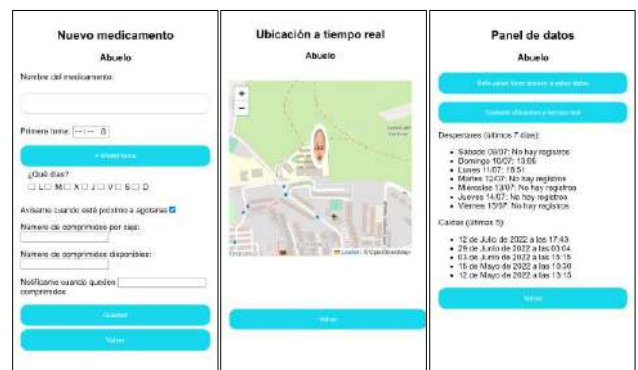 Nuevo medicamento
Abuelo
Nombre del medicamento:
Primera toma: --:--
+ Añadir toma
¿Qué días?
L M X J V S D
Avisarme cuando esté próximo a agotarse
Número de comprimidos por caja:
Número de comprimidos disponibles:
Notificarme cuando queden
comprimidos.
Guardar
Volver
Ubicación a tiempo real
Abuelo
+
−
Leaflet | © OpenStreetMap
Volver
Panel de datos
Abuelo
Despertares (últimos 7 días):
Sábado 09/07: No hay registros
Domingo 10/07: 13:06
Lunes 11/07: 18:51
Martes 12/07: No hay registros
Miércoles 13/07: No hay registros
Jueves 14/07: No hay registros
Viernes 15/07: No hay registros
Caídas (últimas 5):
12 de Julio de 2022 a las 17:43
29 de Junio de 2022 a las 03:04
03 de Junio de 2022 a las 15:15
15 de Mayo de 2022 a las 13:30
12 de Mayo de 2022 a las 13:15
Volver